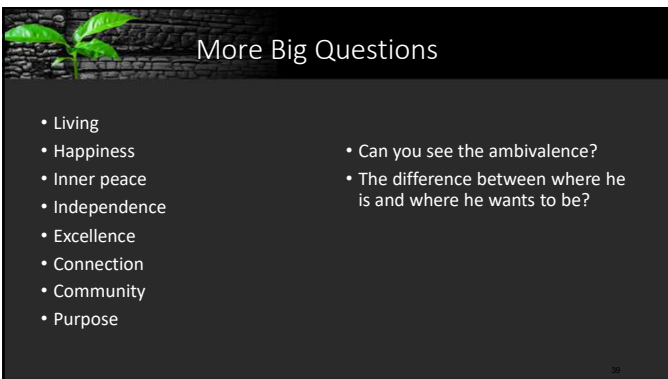 More Big Questions
• Living
• Happiness
• Inner peace
• Independence
• Excellence
• Connection
• Community
• Purpose
• Can you see the ambivalence?
• The difference between where he
is and where he wants to be?
39